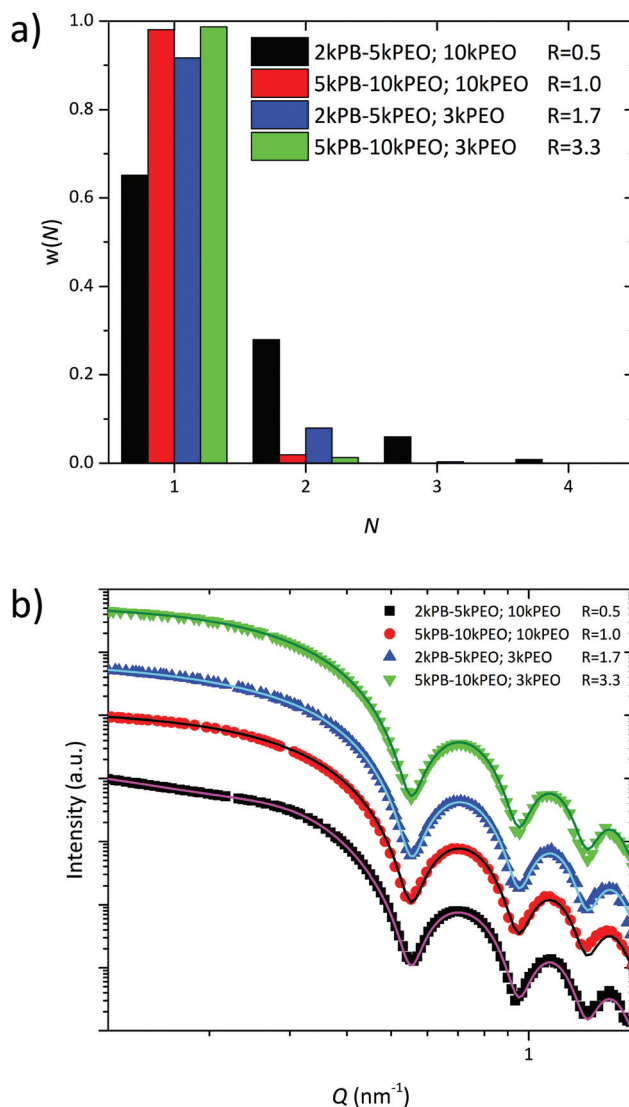 a)
1.0
0.8
0.6
0.4
0.2
0.0
w(N)
2kPB-5kPEO; 10kPEO R=0.5
5kPB-10kPEO; 10kPEO R=1.0
2kPB-5kPEO; 3kPEO R=1.7
5kPB-10kPEO; 3kPEO R=3.3
1 2 3 4
N
b)
2kPB-5kPEO; 10kPEO R=0.5
5kPB-10kPEO; 10kPEO R=1.0
2kPB-5kPEO; 3kPEO R=1.7
5kPB-10kPEO; 3kPEO R=3.3
Intensity (a.u.)
1
Q (nm⁻¹)